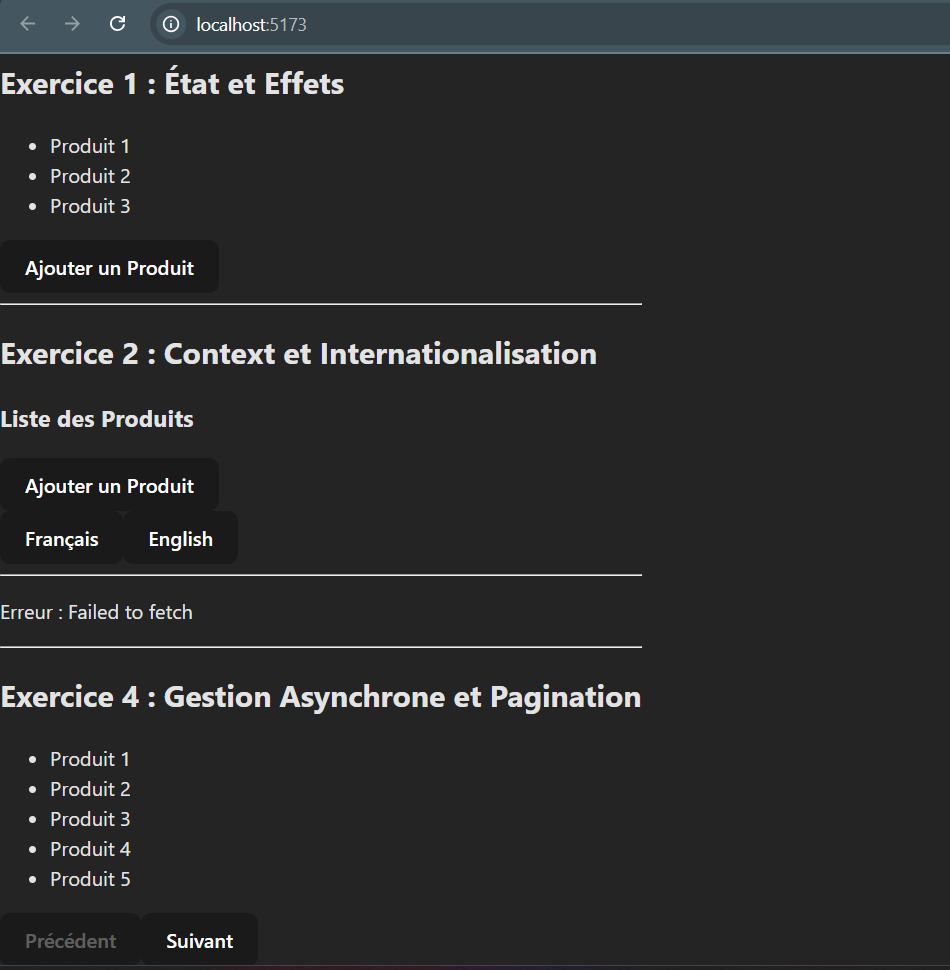 localhost:5173
Exercice 1 : État et Effets
Produit 1
Produit 2
Produit 3
Ajouter un Produit
Exercice 2 : Context et Internationalisation
Liste des Produits
Ajouter un Produit
Français English
Erreur : Failed to fetch
Exercice 4 : Gestion Asynchrone et Pagination
Produit 1
Produit 2
Produit 3
Produit 4
Produit 5
Précédent Suivant